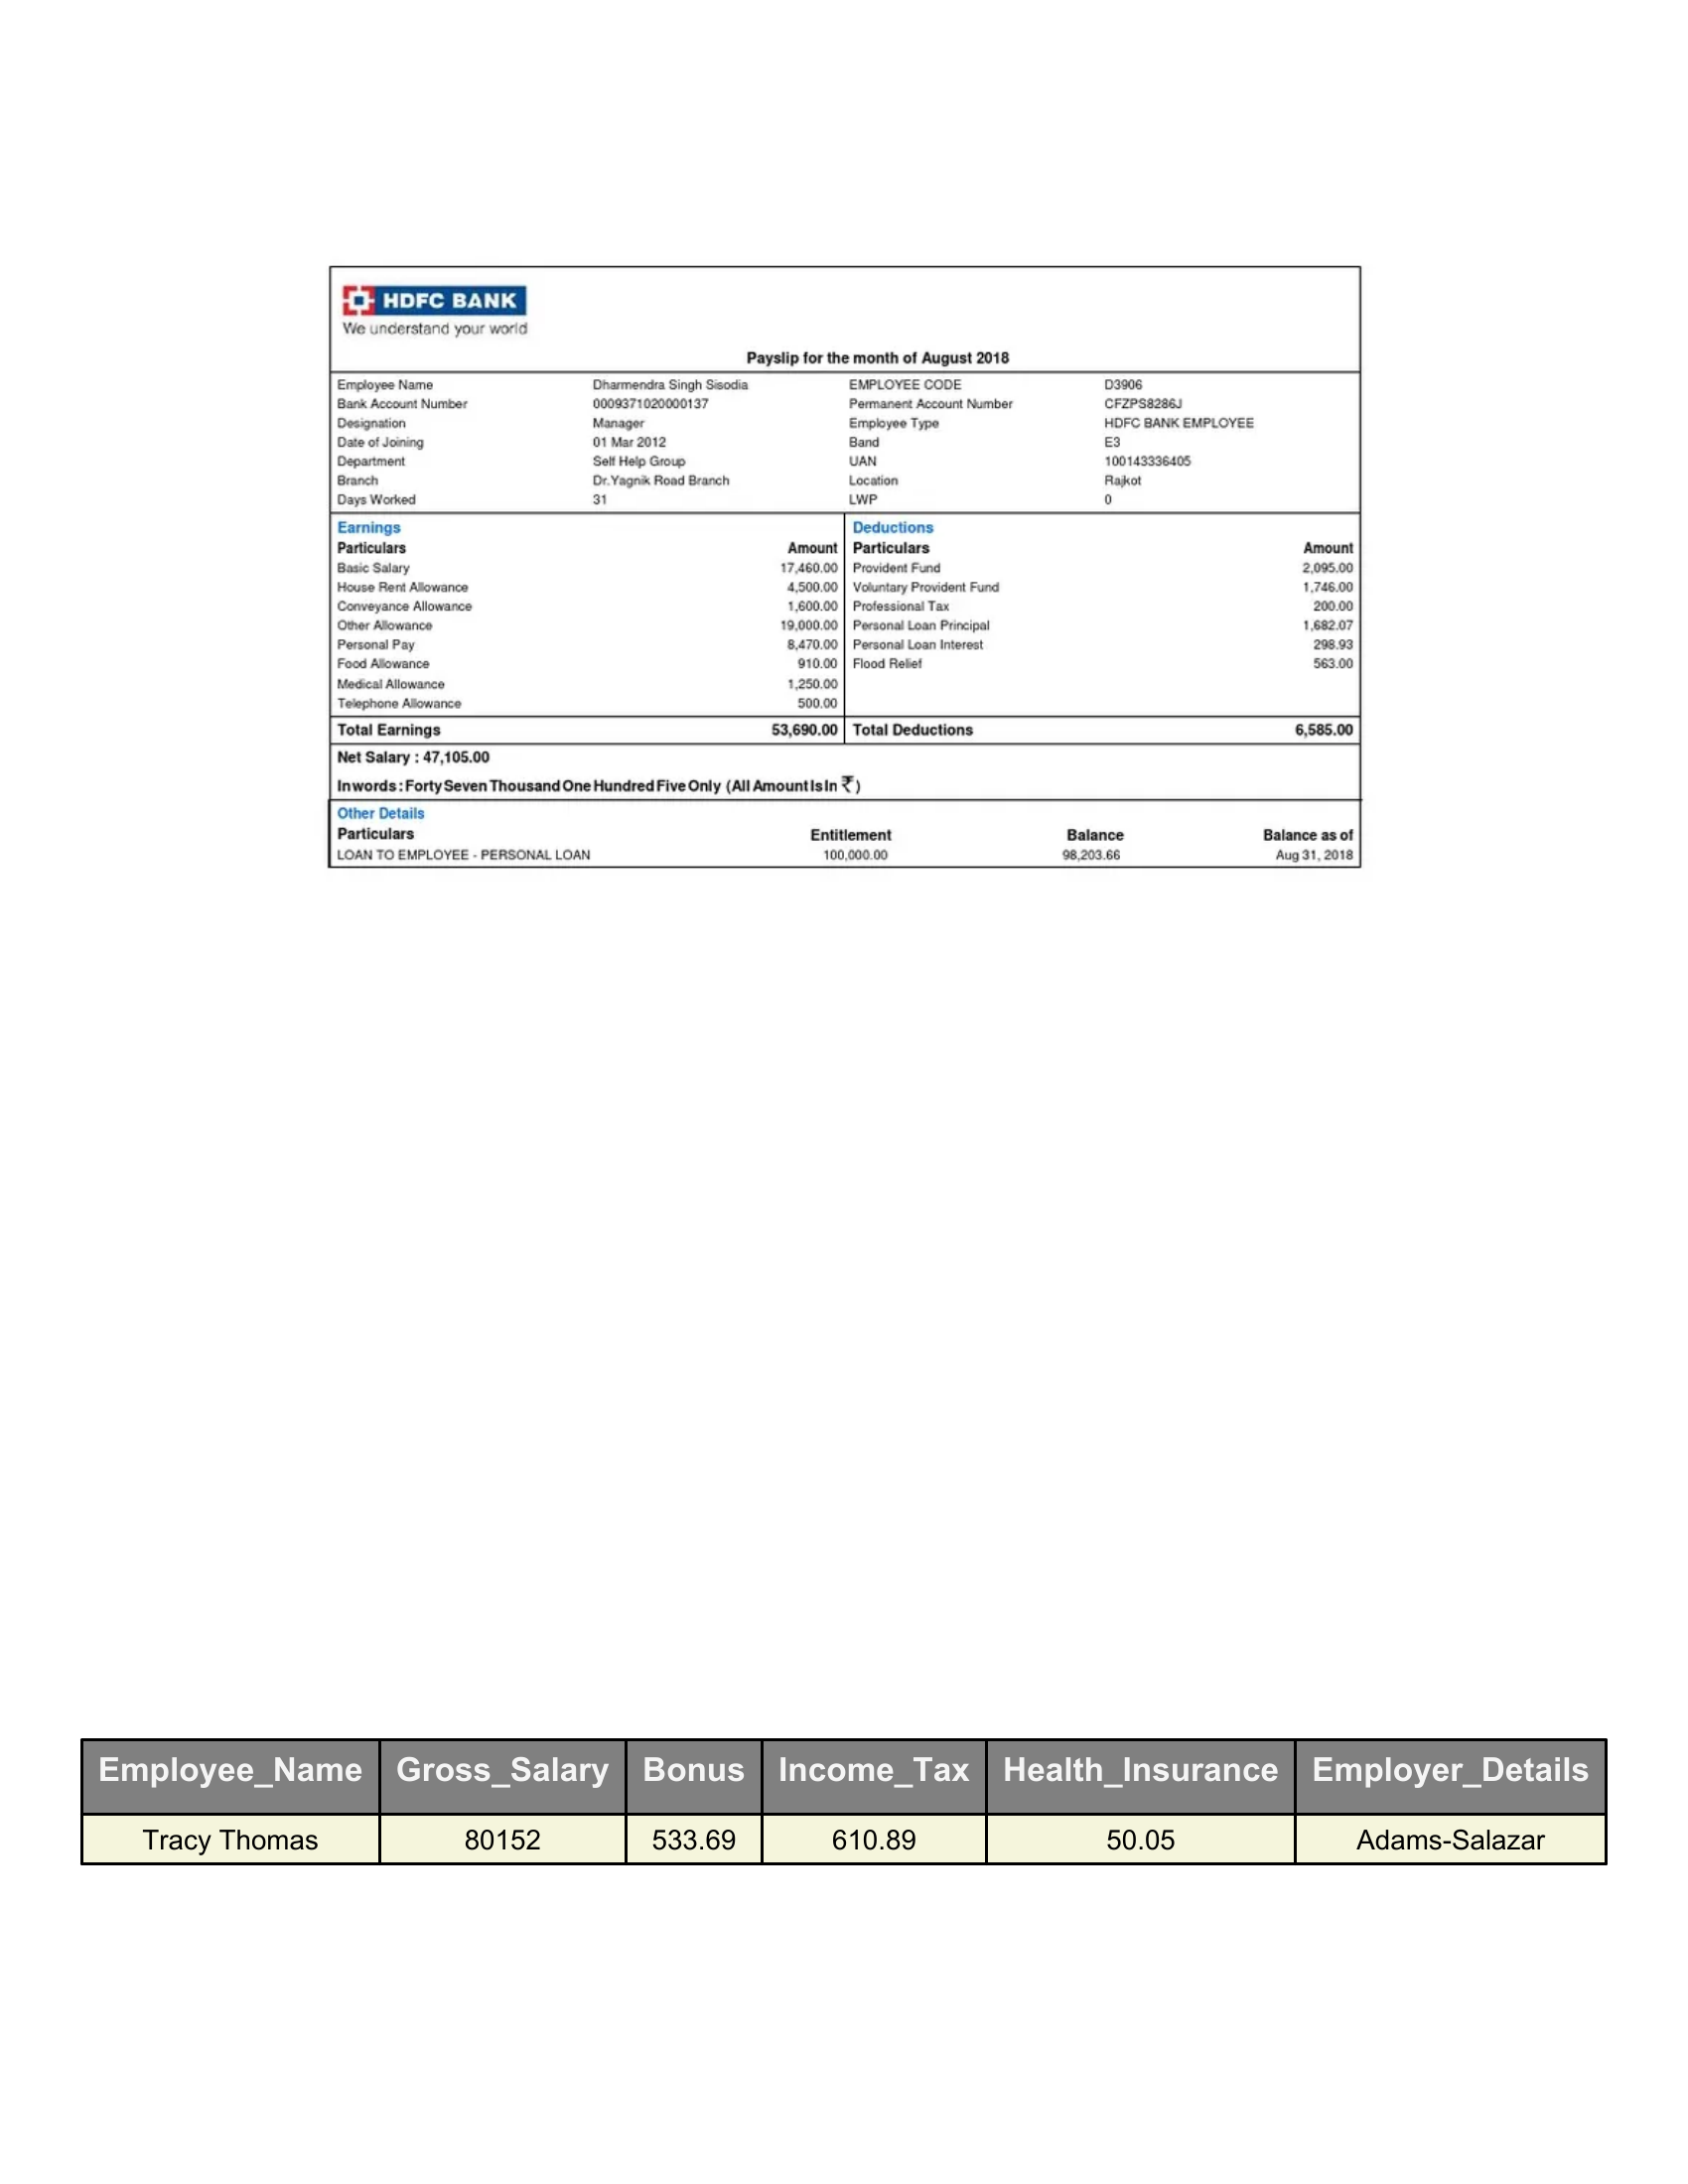 HDFC BANK
We understand your world
Payslip for the month of August 2018
Employee Name Dharmendra Singh Sisodia EMPLOYEE CODE D3906
Bank Account Number 0009371020000137 Permanent Account Number CFZPS8286J
Designation Manager Employee Type HDFC BANK EMPLOYEE
Date of Joining 01 Mar 2012 Band E3
Department Self Help Group UAN 100143336405
Branch Dr.Yagnik Road Branch Location Rajkot
Days Worked 31 LWP 0
Earnings Deductions
Particulars Amount Particulars Amount
Basic Salary 17,460.00 Provident Fund 2,095.00
House Rent Allowance 4,500.00 Voluntary Provident Fund 1,746.00
Conveyance Allowance 1,600.00 Professional Tax 200.00
Other Allowance 19,000.00 Personal Loan Principal 1,682.07
Personal Pay 8,470.00 Personal Loan Interest 298.93
Food Allowance 910.00 Flood Relief 563.00
Medical Allowance 1,250.00
Telephone Allowance 500.00
Total Earnings 53,690.00 Total Deductions 6,585.00
Net Salary : 47,105.00
Inwords : Forty Seven Thousand One Hundred Five Only (All Amount Is In ₹ )
Other Details
Particulars Entitlement Balance Balance as of
LOAN TO EMPLOYEE - PERSONAL LOAN 100,000.00 98,203.66 Aug 31, 2018
Employee_Name Gross_Salary Bonus Income_Tax Health_Insurance Employer_Details
Tracy Thomas 80152 533.69 610.89 50.05 Adams-Salazar